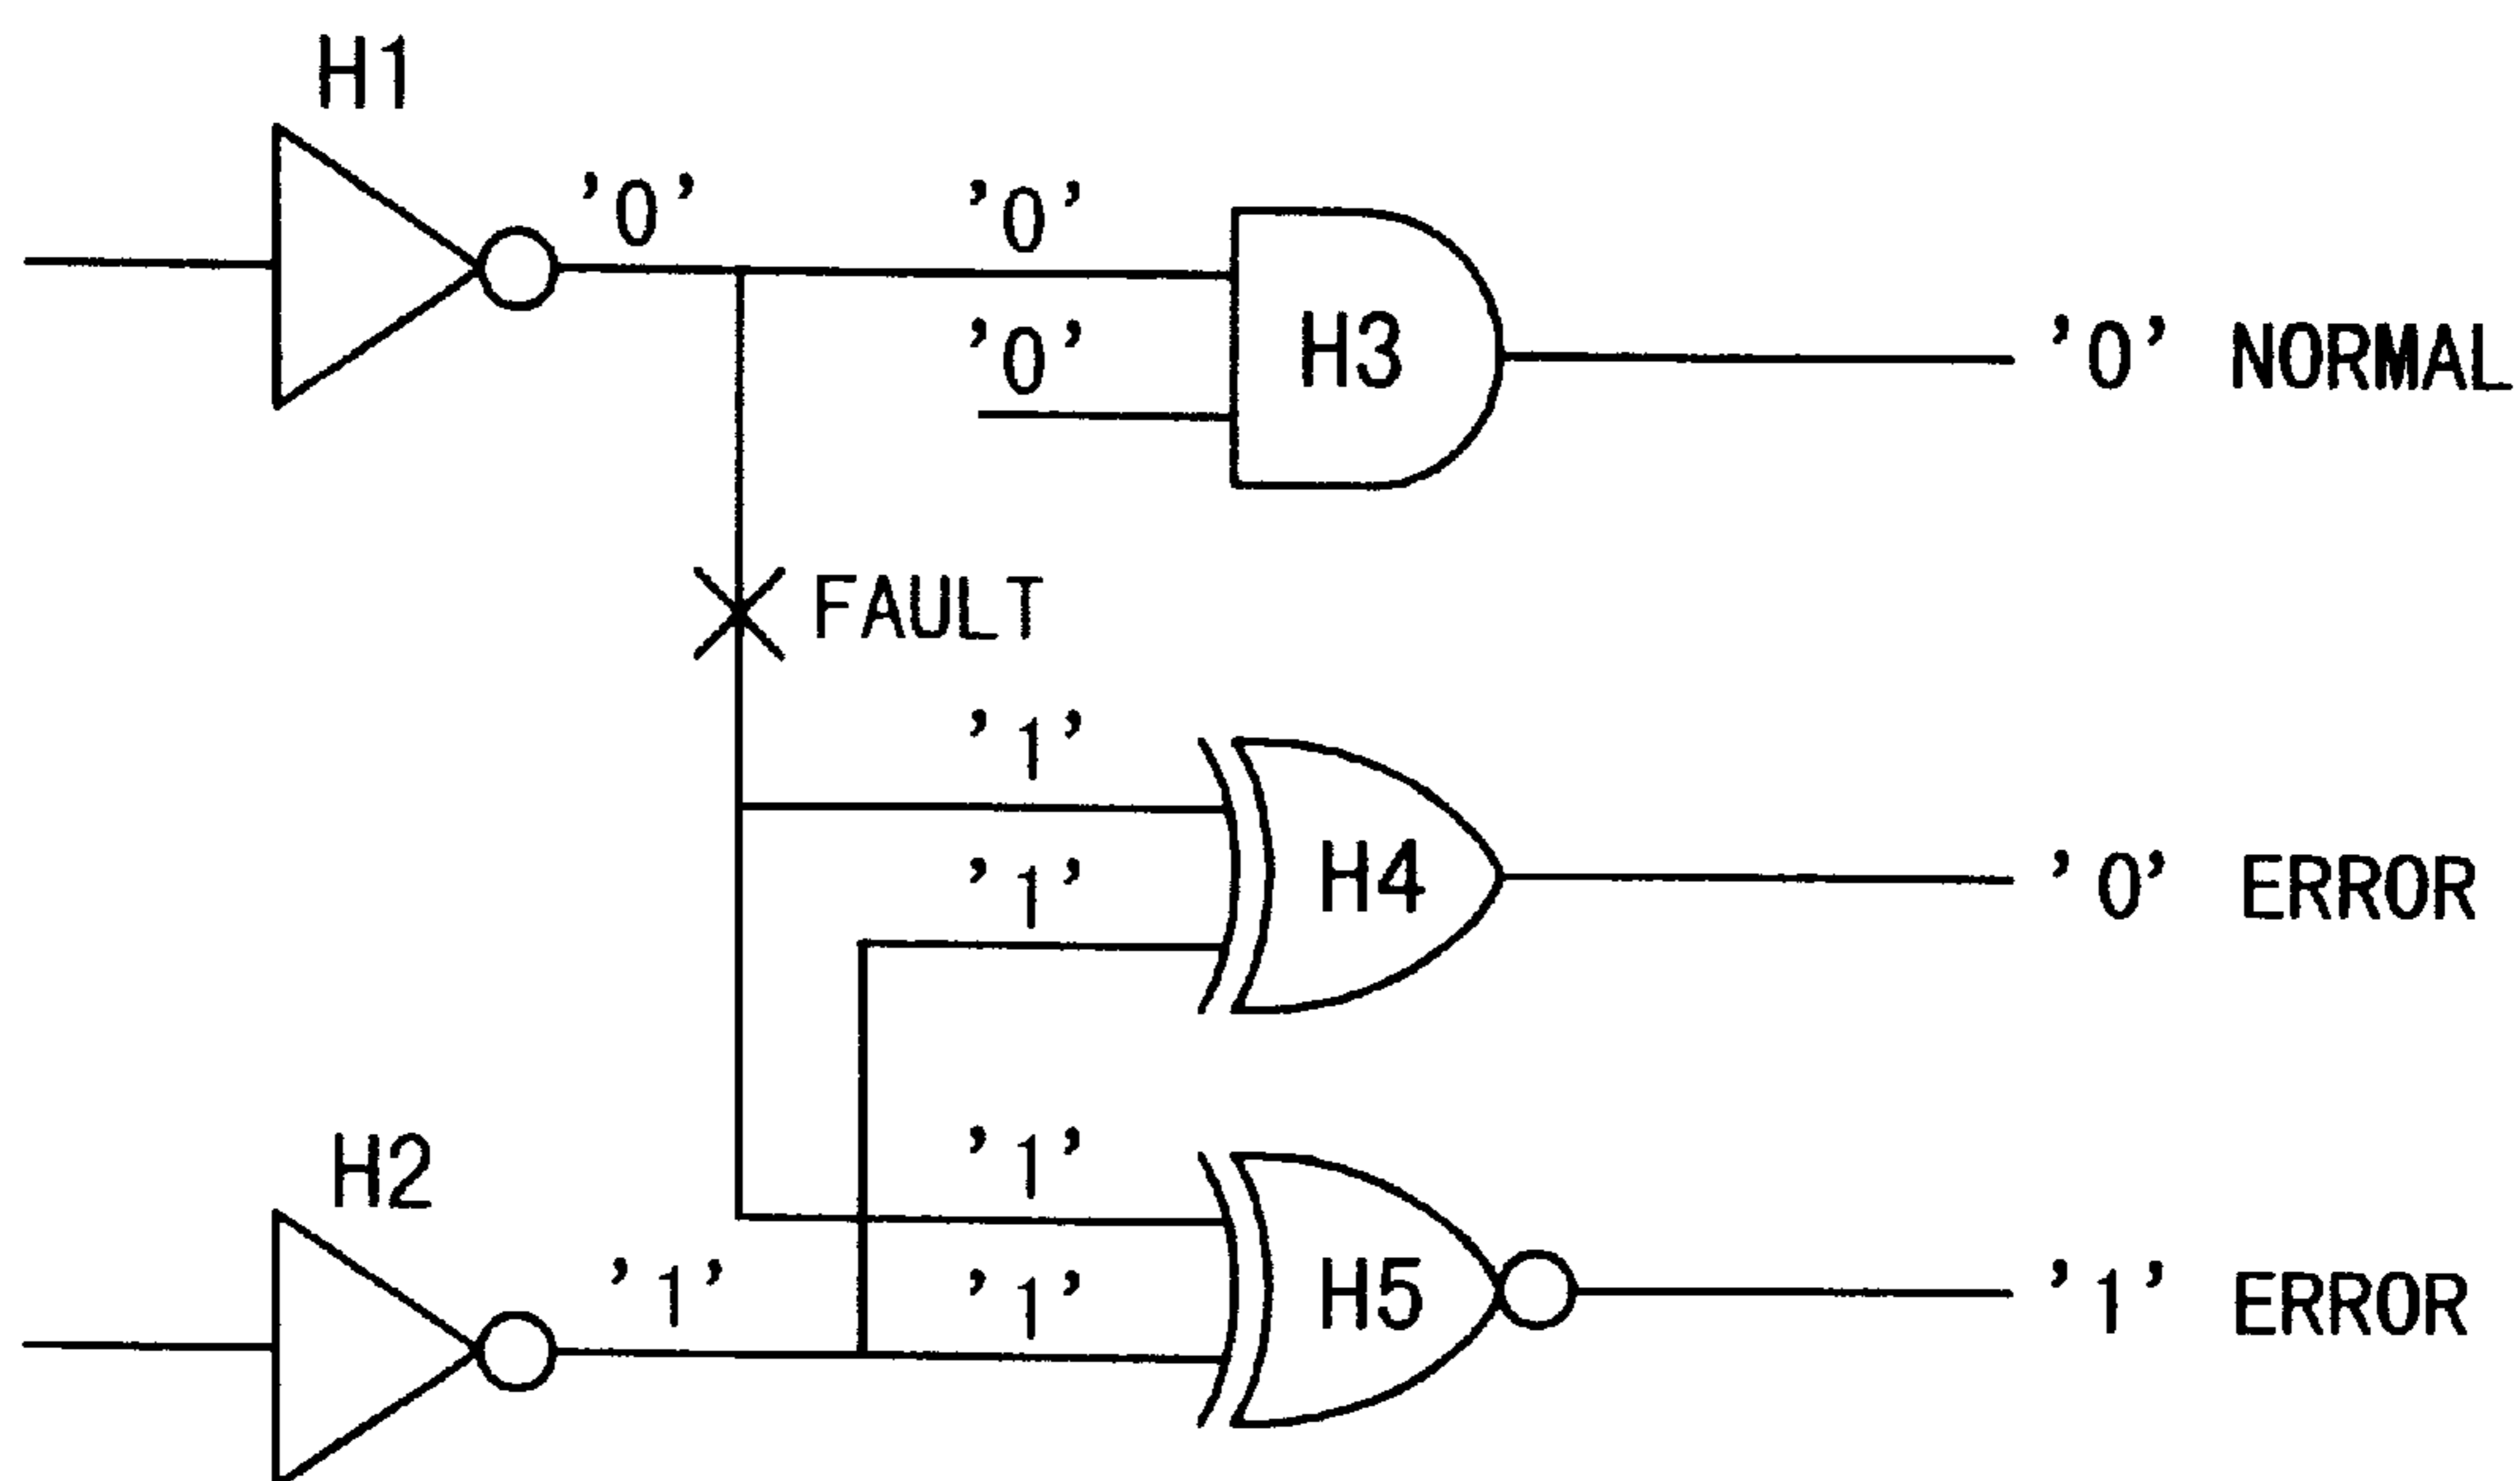 H1
'0' '0'
'0' H3 '0' NORMAL
FAULT
'1'
'1' H4 '0' ERROR
H2 '1'
'1' '1' H5 '1' ERROR